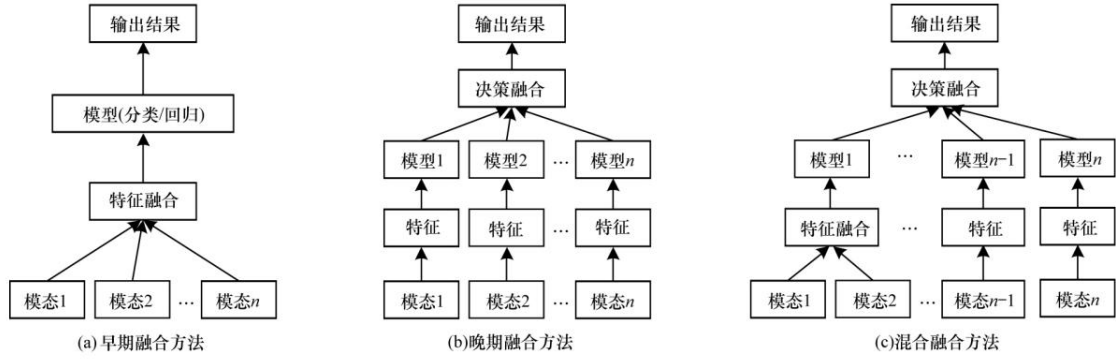 输出结果
模型(分类/回归)
特征融合
模态1 模态2 … 模态n
(a) 早期融合方法
输出结果
决策融合
模型1 模型2 … 模型n
特征 特征 … 特征
模态1 模态2 … 模态n
(b)晚期融合方法
输出结果
决策融合
模型1 … 模型n−1 模型n
特征融合 … 特征 特征
模态1 模态2 … 模态n−1 模态n
(c)混合融合方法